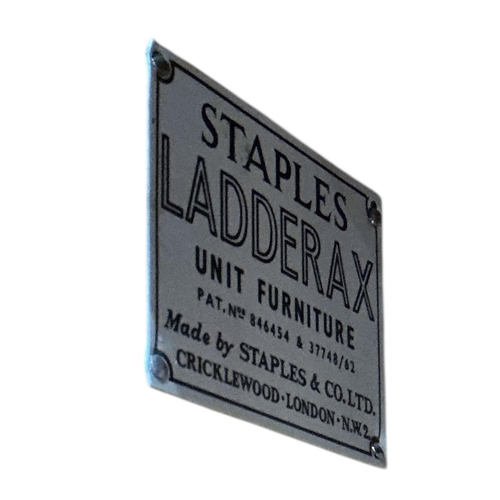 STAPLES
LADDERAX
UNIT FURNITURE
PAT. Nos 846454 & 37748/62
Made by STAPLES & CO. LTD.
CRICKLEWOOD · LONDON · N.W.2.